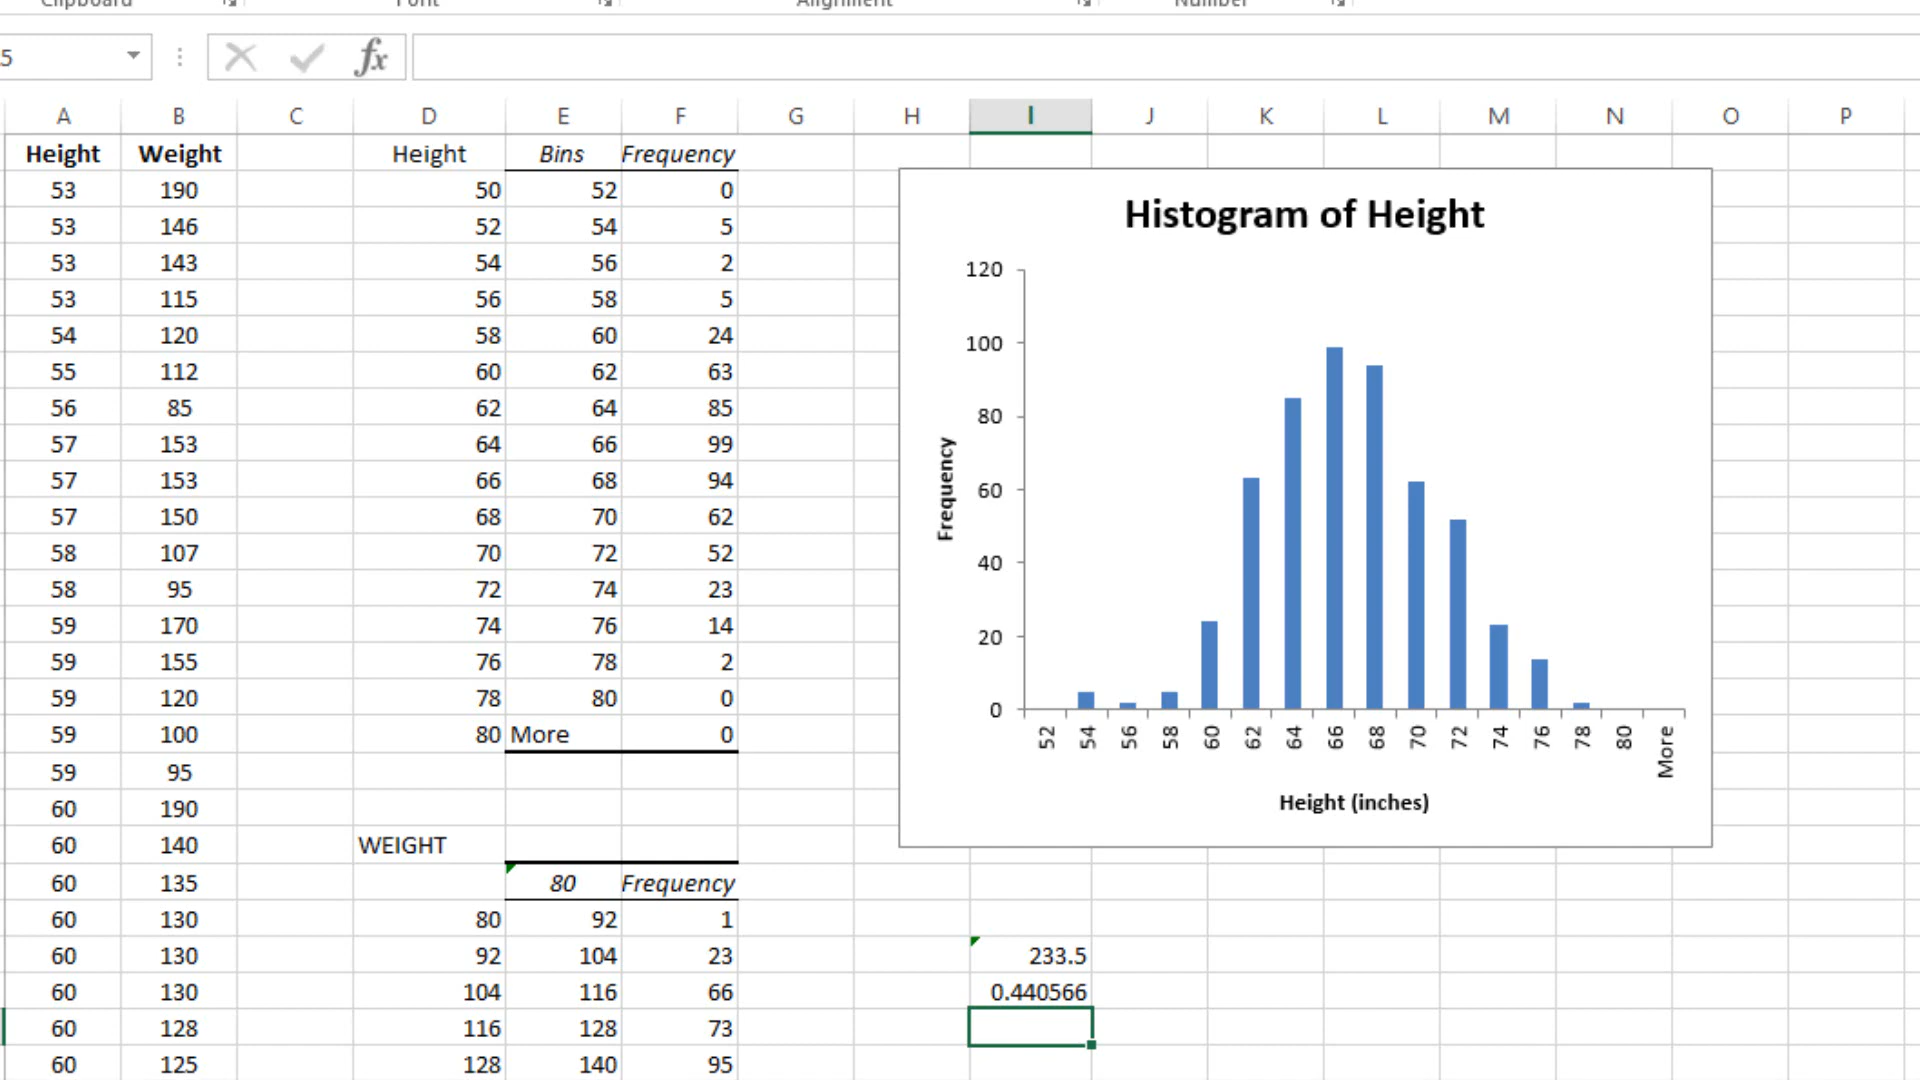 Clipboard Font Alignment Number
5 fx
A B C D E F G H I J K L M N O P
Height Weight Height Bins Frequency
53 190 50 52 0
53 146 52 54 5
53 143 54 56 2
53 115 56 58 5
54 120 58 60 24
55 112 60 62 63
56 85 62 64 85
57 153 64 66 99
57 153 66 68 94
57 150 68 70 62
58 107 70 72 52
58 95 72 74 23
59 170 74 76 14
59 155 76 78 2
59 120 78 80 0
59 100 80 More 0
59 95
60 190
60 140 WEIGHT
60 135 80 Frequency
60 130 80 92 1
60 130 92 104 23 233.5
60 130 104 116 66 0.440566
60 128 116 128 73
60 125 128 140 95
Histogram of Height
120
100
80
60
40
20
0
Frequency
52 54 56 58 60 62 64 66 68 70 72 74 76 78 80 More
Height (inches)